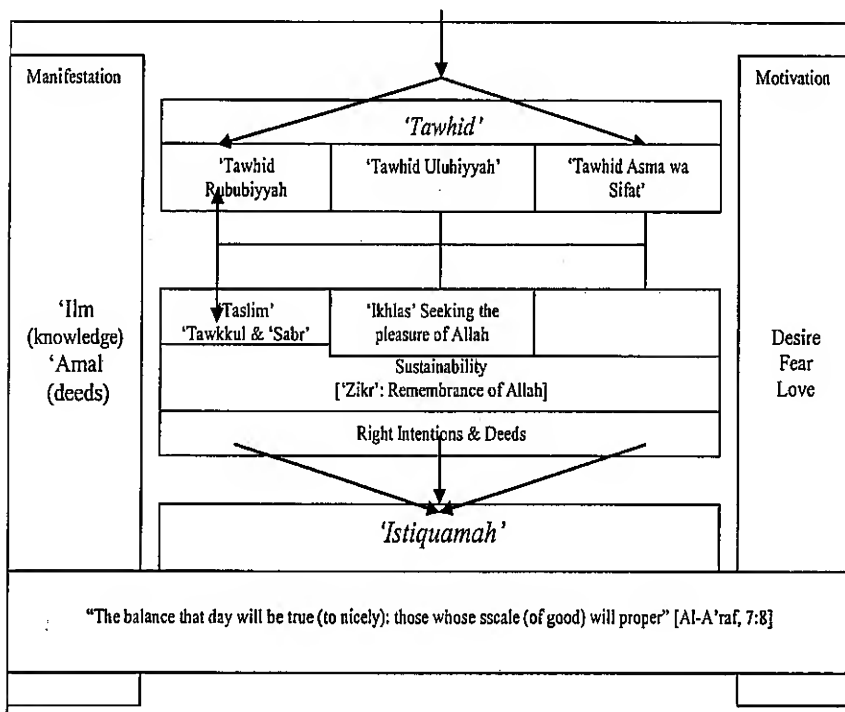 Manifestation
Motivation
‘Tawhid’
‘Tawhid
Rububiyyah
‘Tawhid Uluhiyyah’
‘Tawhid Asma wa
Sifat’
‘Ilm
(knowledge)
‘Amal
(deeds)
‘Taslim’
‘Tawkkul & ‘Sabr’
‘Ikhlas’ Seeking the
pleasure of Allah
Desire
Fear
Love
Sustainability
[‘Zikr’: Remembrance of Allah]
Right Intentions & Deeds
‘Istiquamah’
“The balance that day will be true (to nicely); those whose sscale (of good) will proper” [Al-A’raf, 7:8]